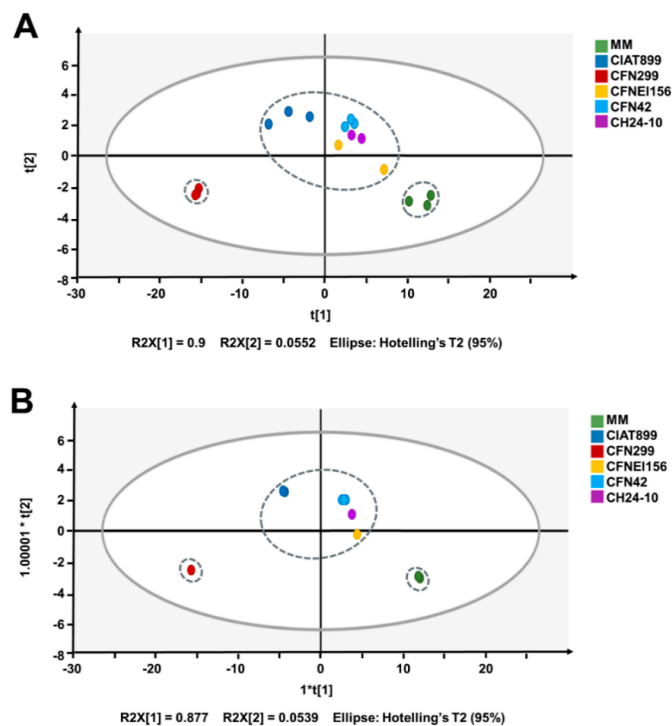 A
MM
CIAT899
CFN299
CFNEI156
CFN42
CH24-10
6
4
2
0
-2
-4
-6
-8
t[2]
-30
-20
-10
0
10
20
t[1]
R2X[1] = 0.9 R2X[2] = 0.0552 Ellipse: Hotelling's T2 (95%)
B
MM
CIAT899
CFN299
CFNEI156
CFN42
CH24-10
6
4
2
0
-2
-4
-6
-8
1.00001 * t[2]
-30
-20
-10
0
10
20
1*t[1]
R2X[1] = 0.877 R2X[2] = 0.0539 Ellipse: Hotelling's T2 (95%)